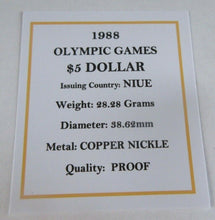 1988
OLYMPIC GAMES
$5 DOLLAR
Issuing Country: NIUE
Weight: 28.28 Grams
Diameter: 38.62mm
Metal: COPPER NICKLE
Quality: PROOF